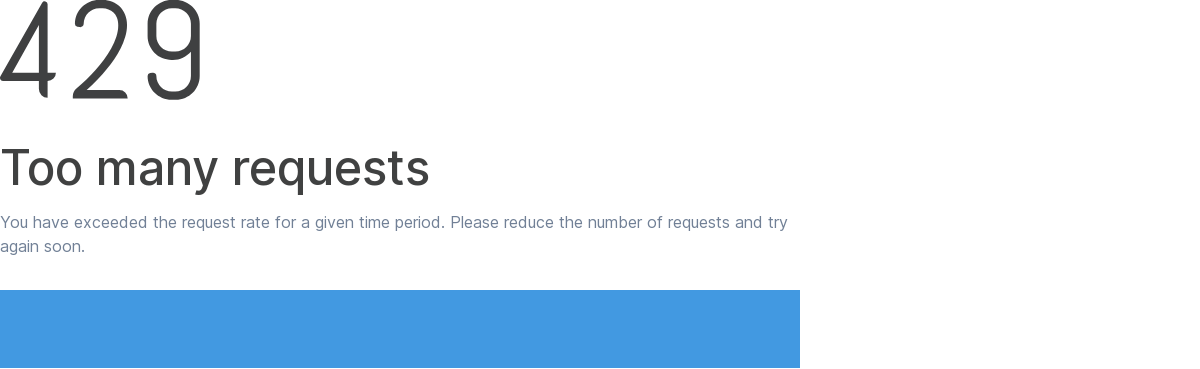 429
Too many requests
You have exceeded the request rate for a given time period. Please reduce the number of requests and try
again soon.